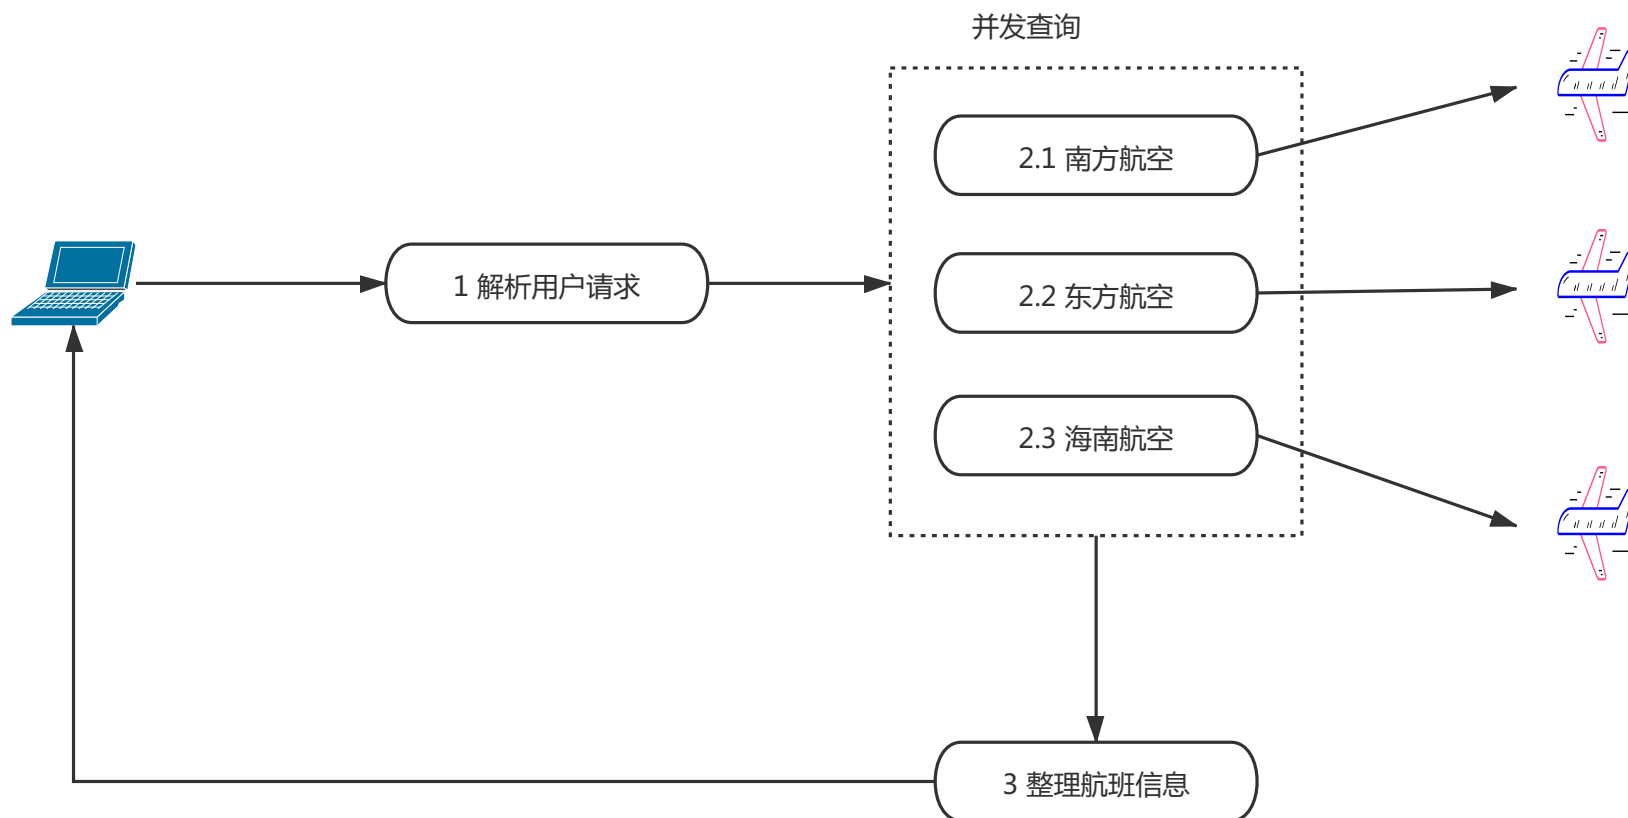 并发查询
2.1 南方航空
1 解析用户请求
2.2 东方航空
2.3 海南航空
3 整理航班信息